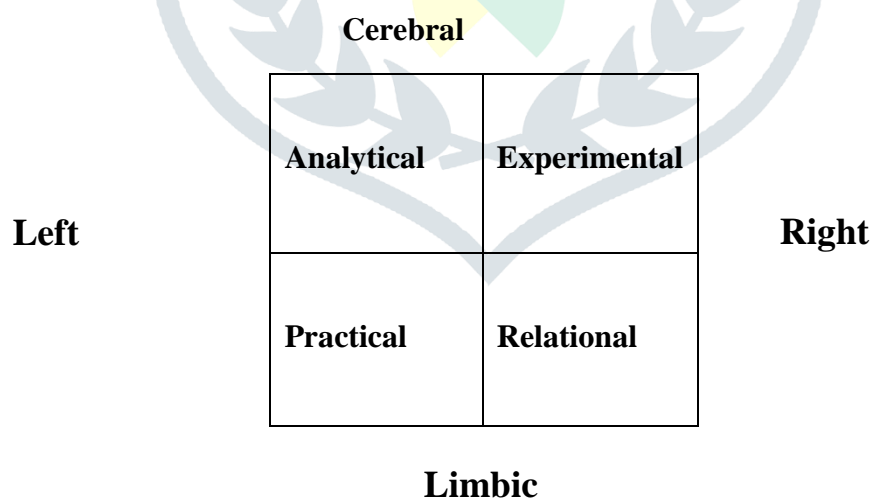 Cerebral
Analytical Experimental
Left Right
Practical Relational
Limbic